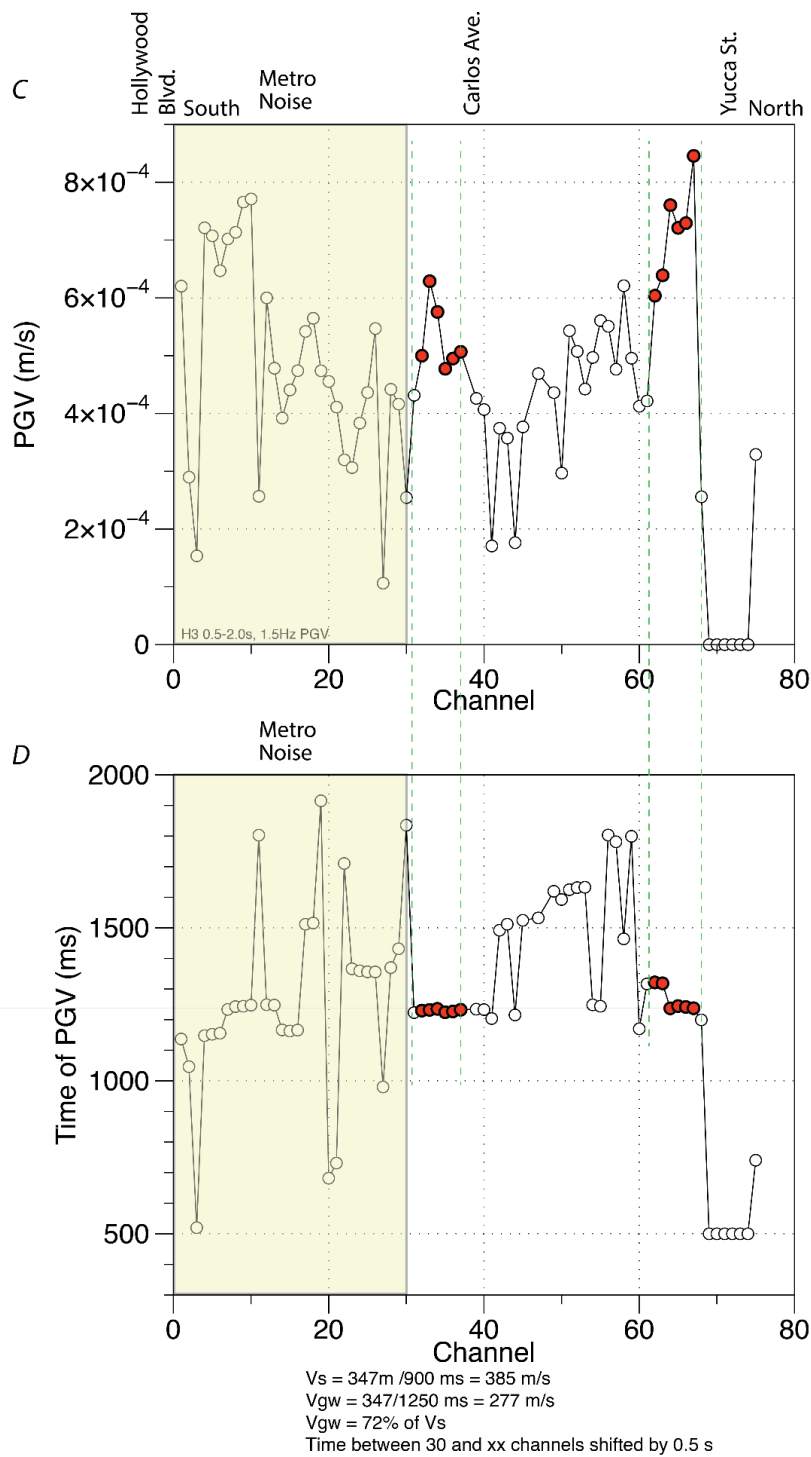 C
Hollywood
Blvd.
South
Metro
Noise
Carlos Ave.
Yucca St.
North
PGV (m/s)
8×10−4
6×10−4
4×10−4
2×10−4
0
H3 0.5-2.0s, 1.5Hz PGV
0 20 40 60 80
Channel
D
Metro
Noise
Time of PGV (ms)
2000
1500
1000
500
0 20 40 60 80
Channel
Vs = 347m /900 ms = 385 m/s
Vgw = 347/1250 ms = 277 m/s
Vgw = 72% of Vs
Time between 30 and xx channels shifted by 0.5 s